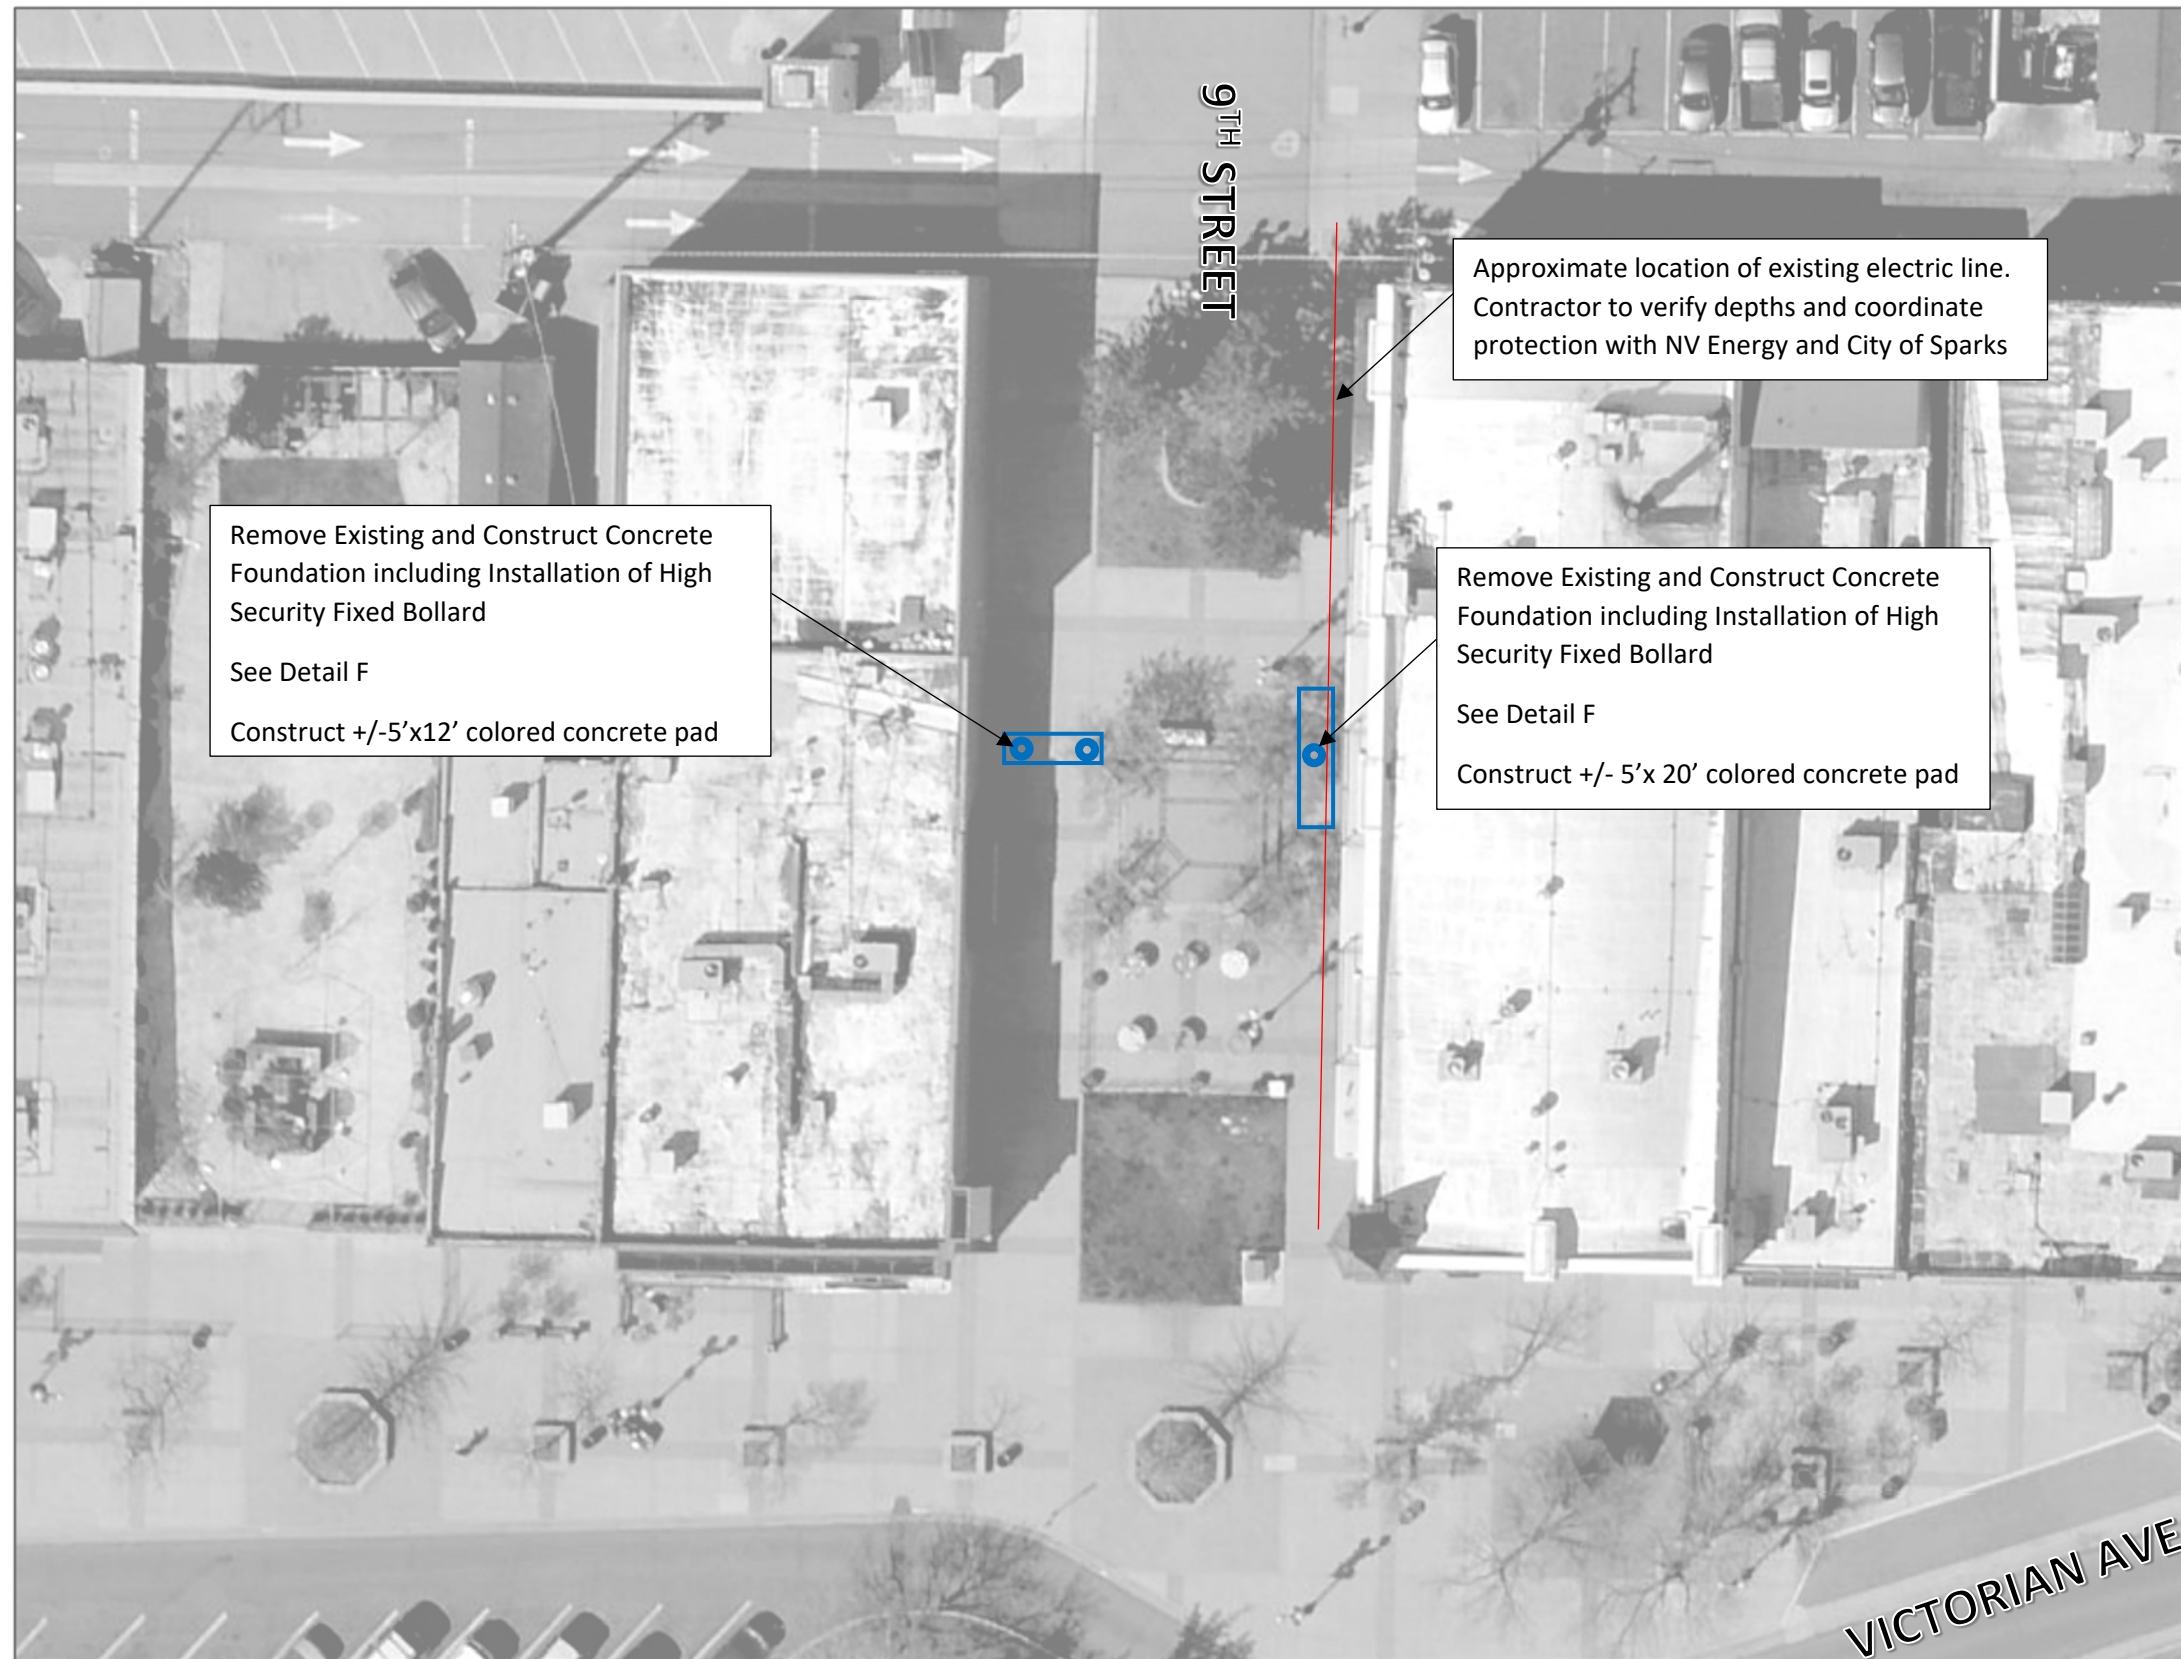 9TH STREET
Approximate location of existing electric line.
Contractor to verify depths and coordinate
protection with NV Energy and City of Sparks
Remove Existing and Construct Concrete
Foundation including Installation of High
Security Fixed Bollard
See Detail F
Construct +/-5’x12’ colored concrete pad
Remove Existing and Construct Concrete
Foundation including Installation of High
Security Fixed Bollard
See Detail F
Construct +/- 5’x 20’ colored concrete pad
VICTORIAN AVE